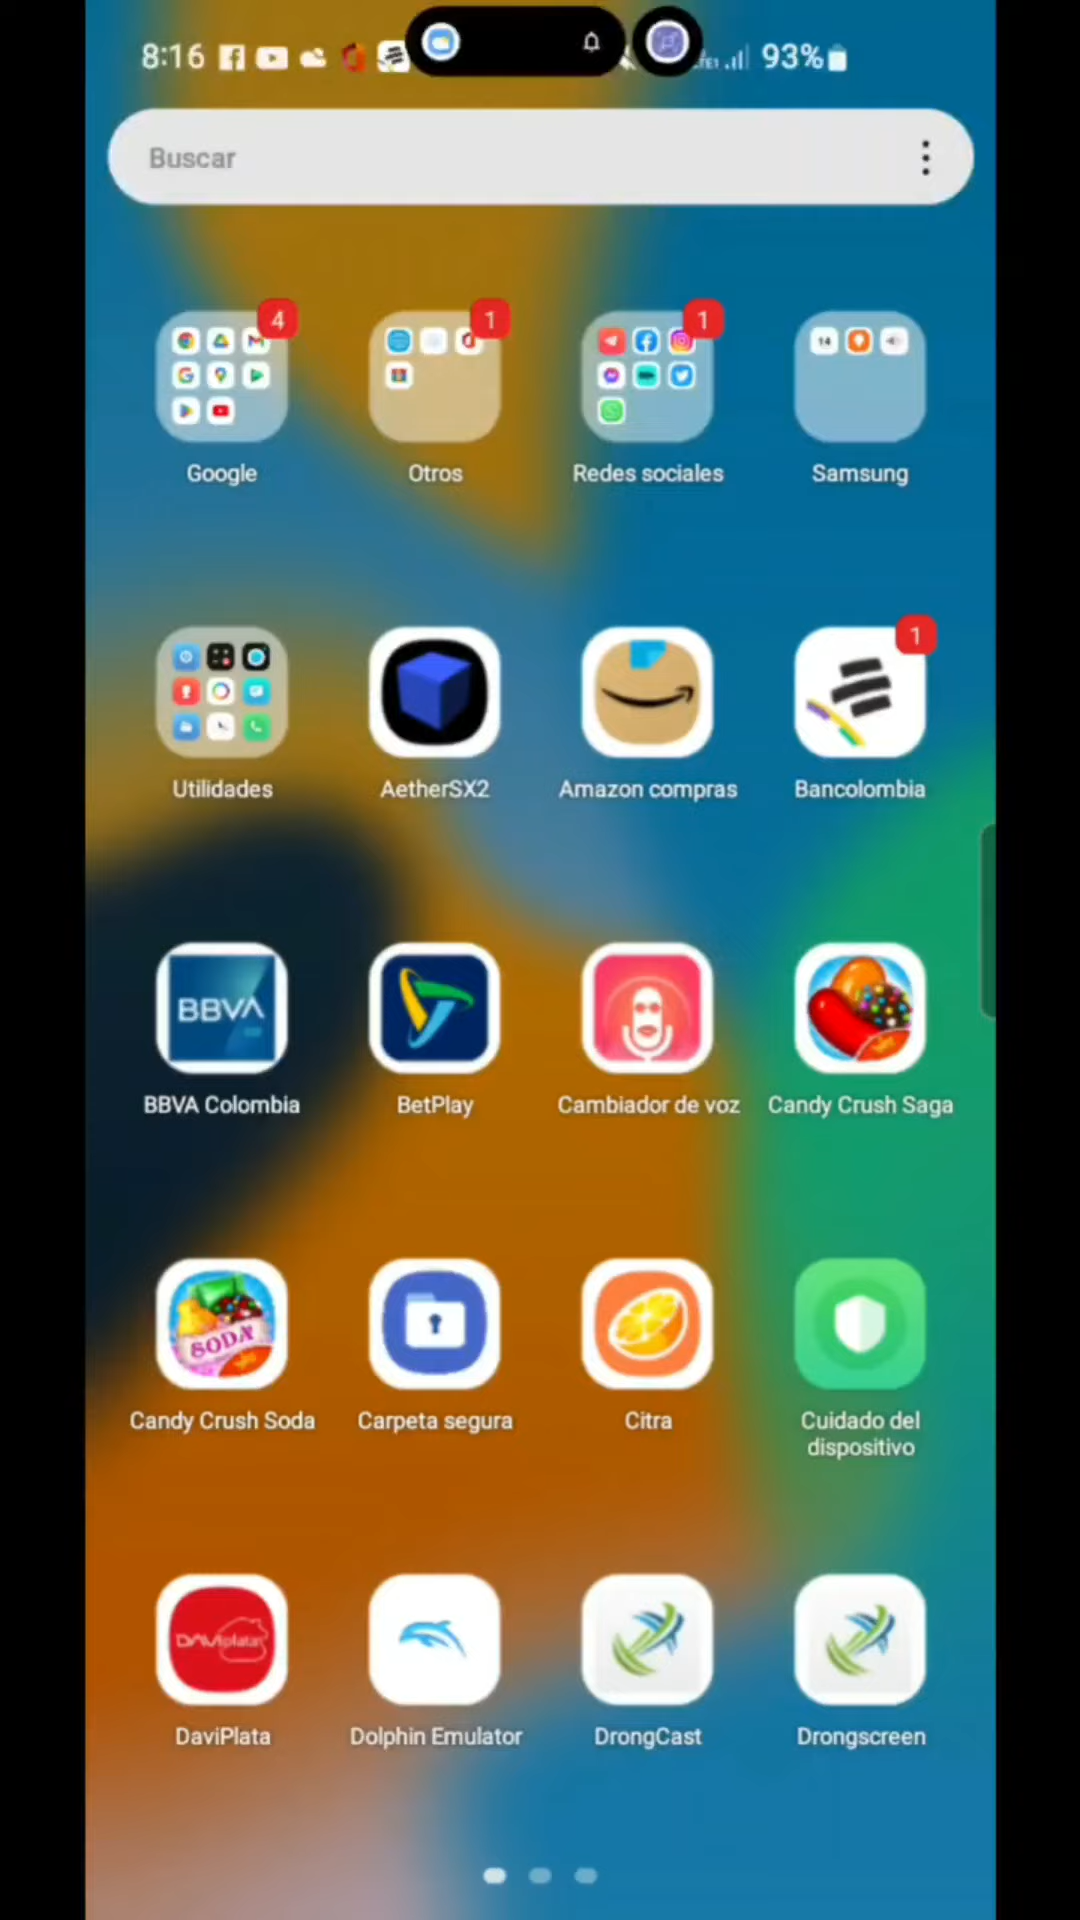 8:16
93%
Buscar
4
1
1
14
Google
Otros
Redes sociales
Samsung
1
Utilidades
AetherSX2
Amazon compras
Bancolombia
BBVA
BBVA Colombia
BetPlay
Cambiador de voz
Candy Crush Saga
SODA
Candy Crush Soda
Carpeta segura
Citra
Cuidado del
dispositivo
DAViplata
DaviPlata
Dolphin Emulator
DrongCast
Drongscreen